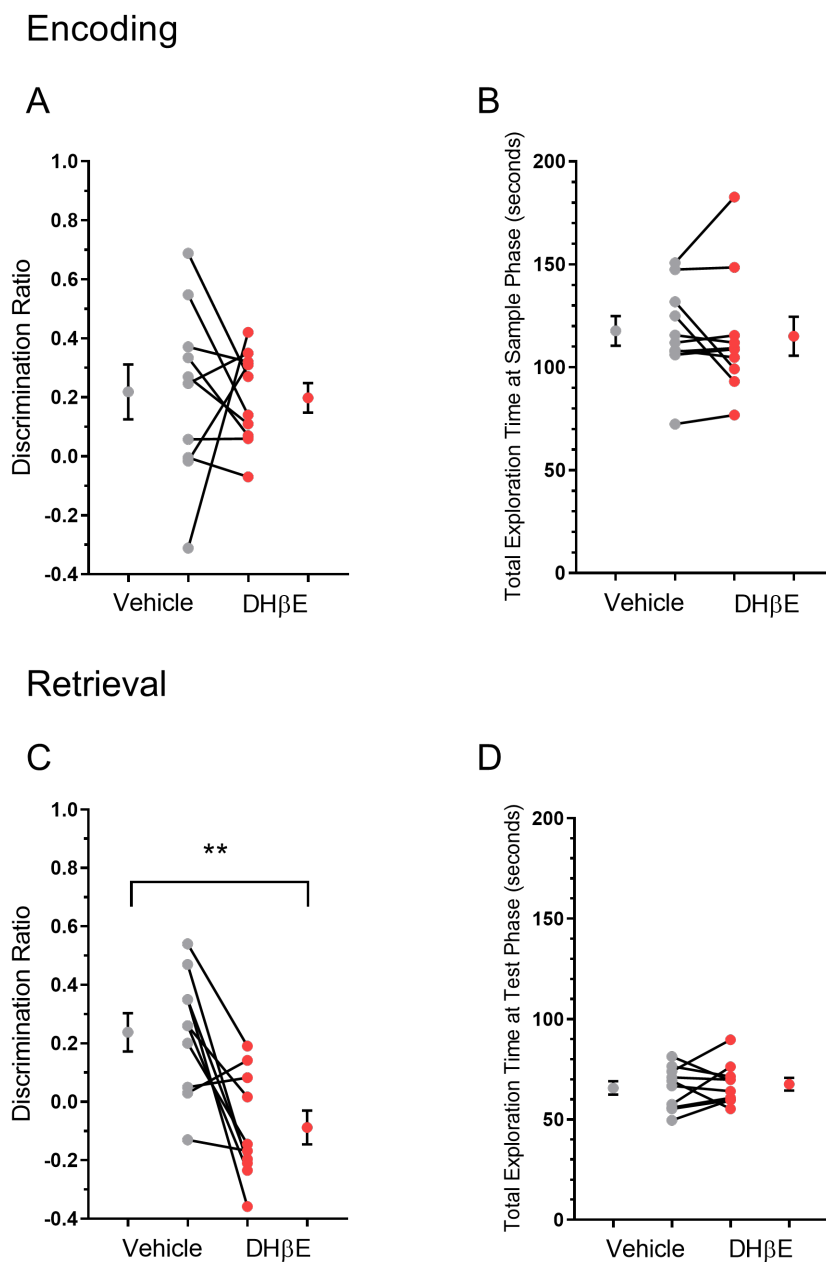 Encoding
A
B
Discrimination Ratio
1.0
0.8
0.6
0.4
0.2
0.0
-0.2
-0.4
Vehicle
DHβE
Total Exploration Time at Sample Phase (seconds)
200
150
100
50
0
Vehicle
DHβE
Retrieval
C
D
Discrimination Ratio
1.0
0.8
0.6
0.4
0.2
0.0
-0.2
-0.4
**
Vehicle
DHβE
Total Exploration Time at Test Phase (seconds)
200
150
100
50
0
Vehicle
DHβE